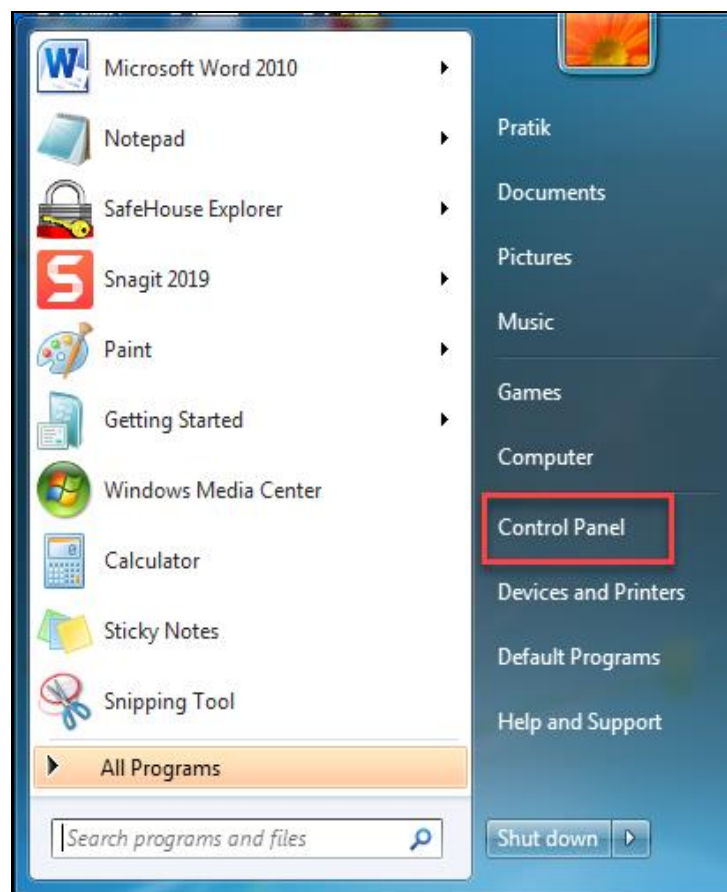 Microsoft Word 2010
Notepad
SafeHouse Explorer
Snagit 2019
Paint
Getting Started
Windows Media Center
Calculator
Sticky Notes
Snipping Tool
All Programs
Search programs and files
Pratik
Documents
Pictures
Music
Games
Computer
Control Panel
Devices and Printers
Default Programs
Help and Support
Shut down